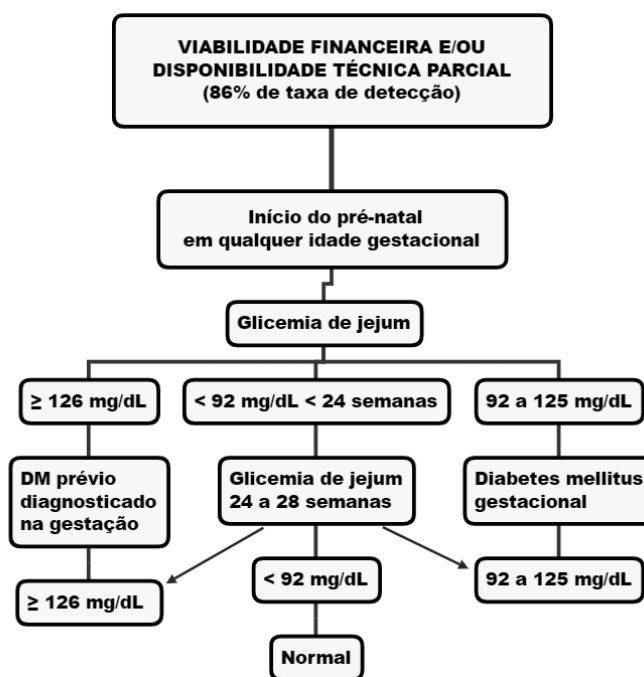 VIABILIDADE FINANCEIRA E/OU
DISPONIBILIDADE TÉCNICA PARCIAL
(86% de taxa de detecção)
Início do pré-natal
em qualquer idade gestacional
Glicemia de jejum
≥ 126 mg/dL
< 92 mg/dL < 24 semanas
92 a 125 mg/dL
DM prévio
diagnosticado
na gestação
Glicemia de jejum
24 a 28 semanas
Diabetes mellitus
gestacional
≥ 126 mg/dL
< 92 mg/dL
92 a 125 mg/dL
Normal